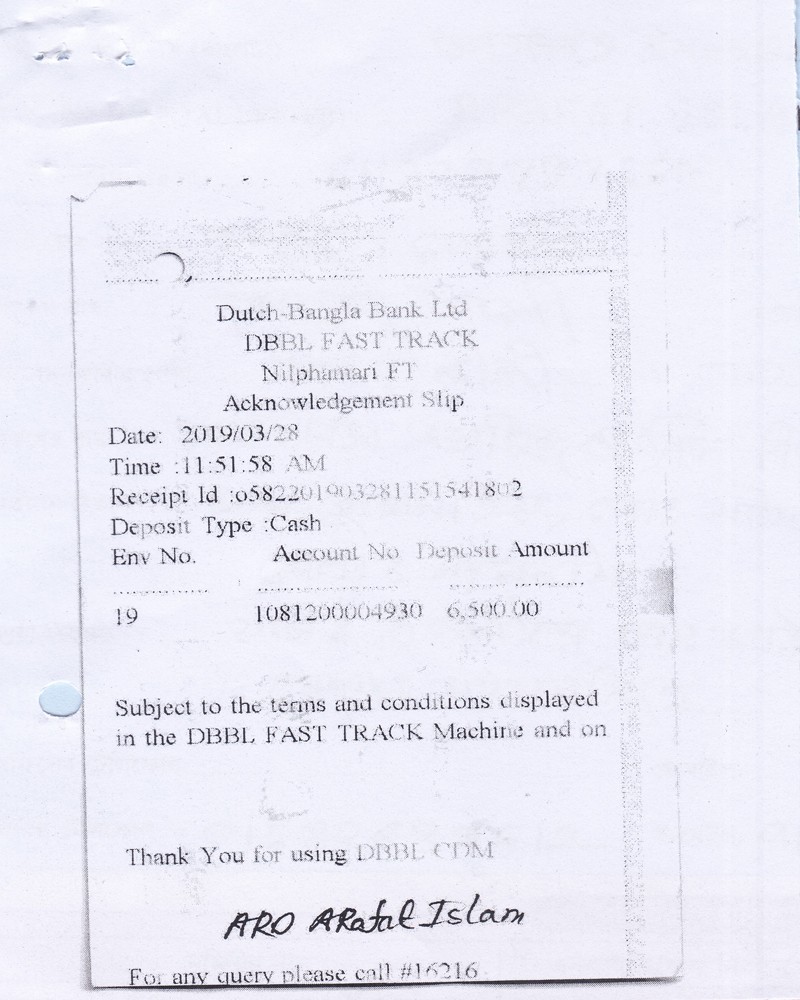 Dutch-Bangla Bank Ltd
DBBL FAST TRACK
Nilphamari FT
Acknowledgement Slip
Date: 2019/03/28
Time :11:51:58 AM
Receipt Id :o5822019032811515418​02
Deposit Type :Cash
Env No. Account No Deposit Amount
19 1081200004930 6,500.00
Subject to the terms and conditions displayed
in the DBBL FAST TRACK Machine and on
Thank You for using DBBL CDM
ARO ARafat Islam
For any query please call #16216